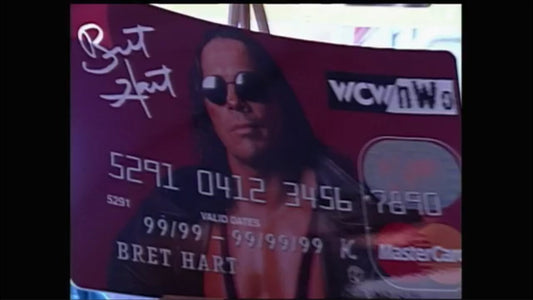 Bret
Hart
WCW/nWo
5291 0412 3456 7890
5291
VALID DATES
99/99 - 99/99/99 K
BRET HART
MasterCard